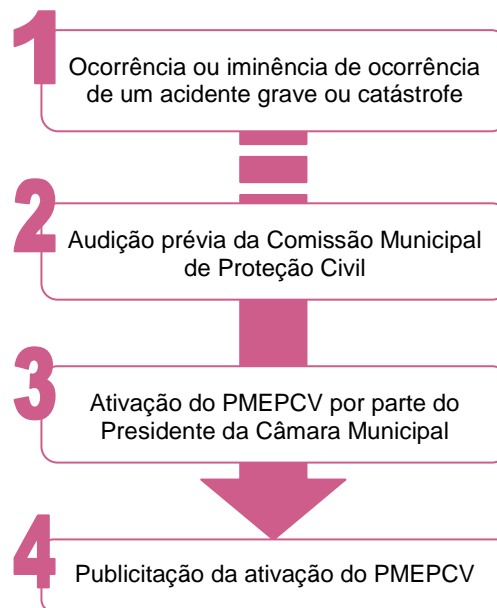 1
Ocorrência ou iminência de ocorrência
de um acidente grave ou catástrofe
2
Audição prévia da Comissão Municipal
de Proteção Civil
3
Ativação do PMEPCV por parte do
Presidente da Câmara Municipal
4
Publicitação da ativação do PMEPCV